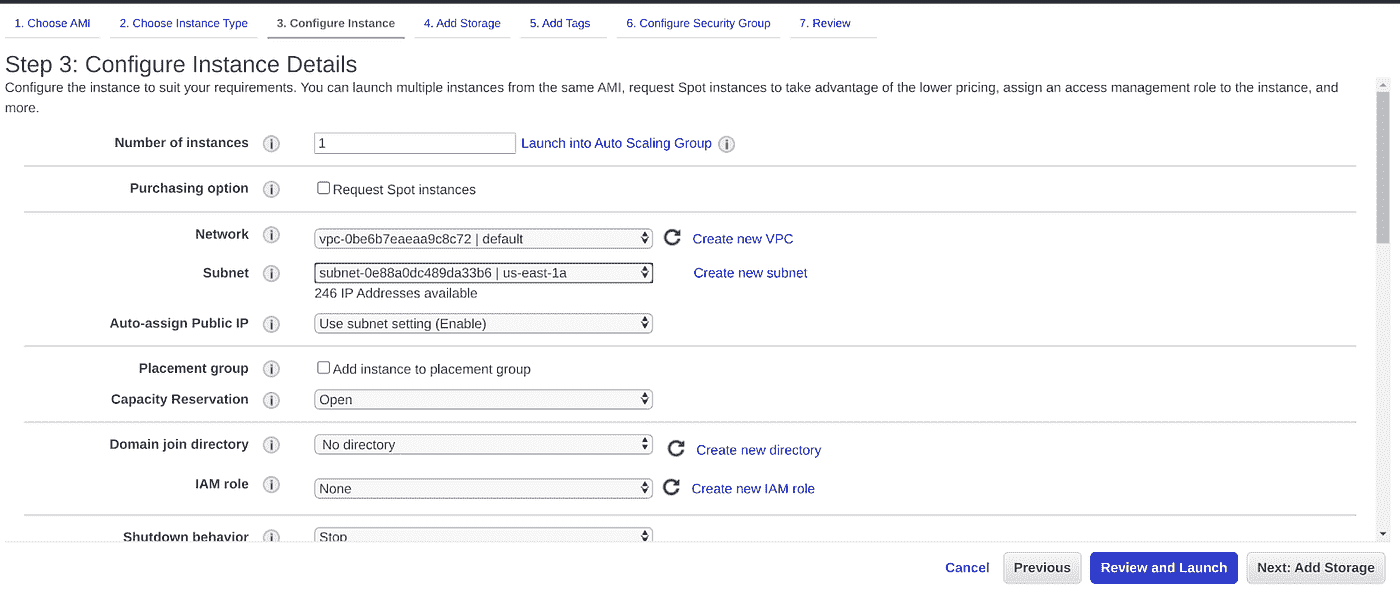 1. Choose AMI 2. Choose Instance Type 3. Configure Instance 4. Add Storage 5. Add Tags 6. Configure Security Group 7. Review
Step 3: Configure Instance Details
Configure the instance to suit your requirements. You can launch multiple instances from the same AMI, request Spot instances to take advantage of the lower pricing, assign an access management role to the instance, and
more.
Number of instances i 1 Launch into Auto Scaling Group i
Purchasing option i Request Spot instances
Network i vpc-0be6b7eaeaa9c8c72 | default Create new VPC
Subnet i subnet-0e88a0dc489da33b6 | us-east-1a Create new subnet
246 IP Addresses available
Auto-assign Public IP i Use subnet setting (Enable)
Placement group i Add instance to placement group
Capacity Reservation i Open
Domain join directory i No directory Create new directory
IAM role i None Create new IAM role
Shutdown behavior i Stop
Cancel Previous Review and Launch Next: Add Storage